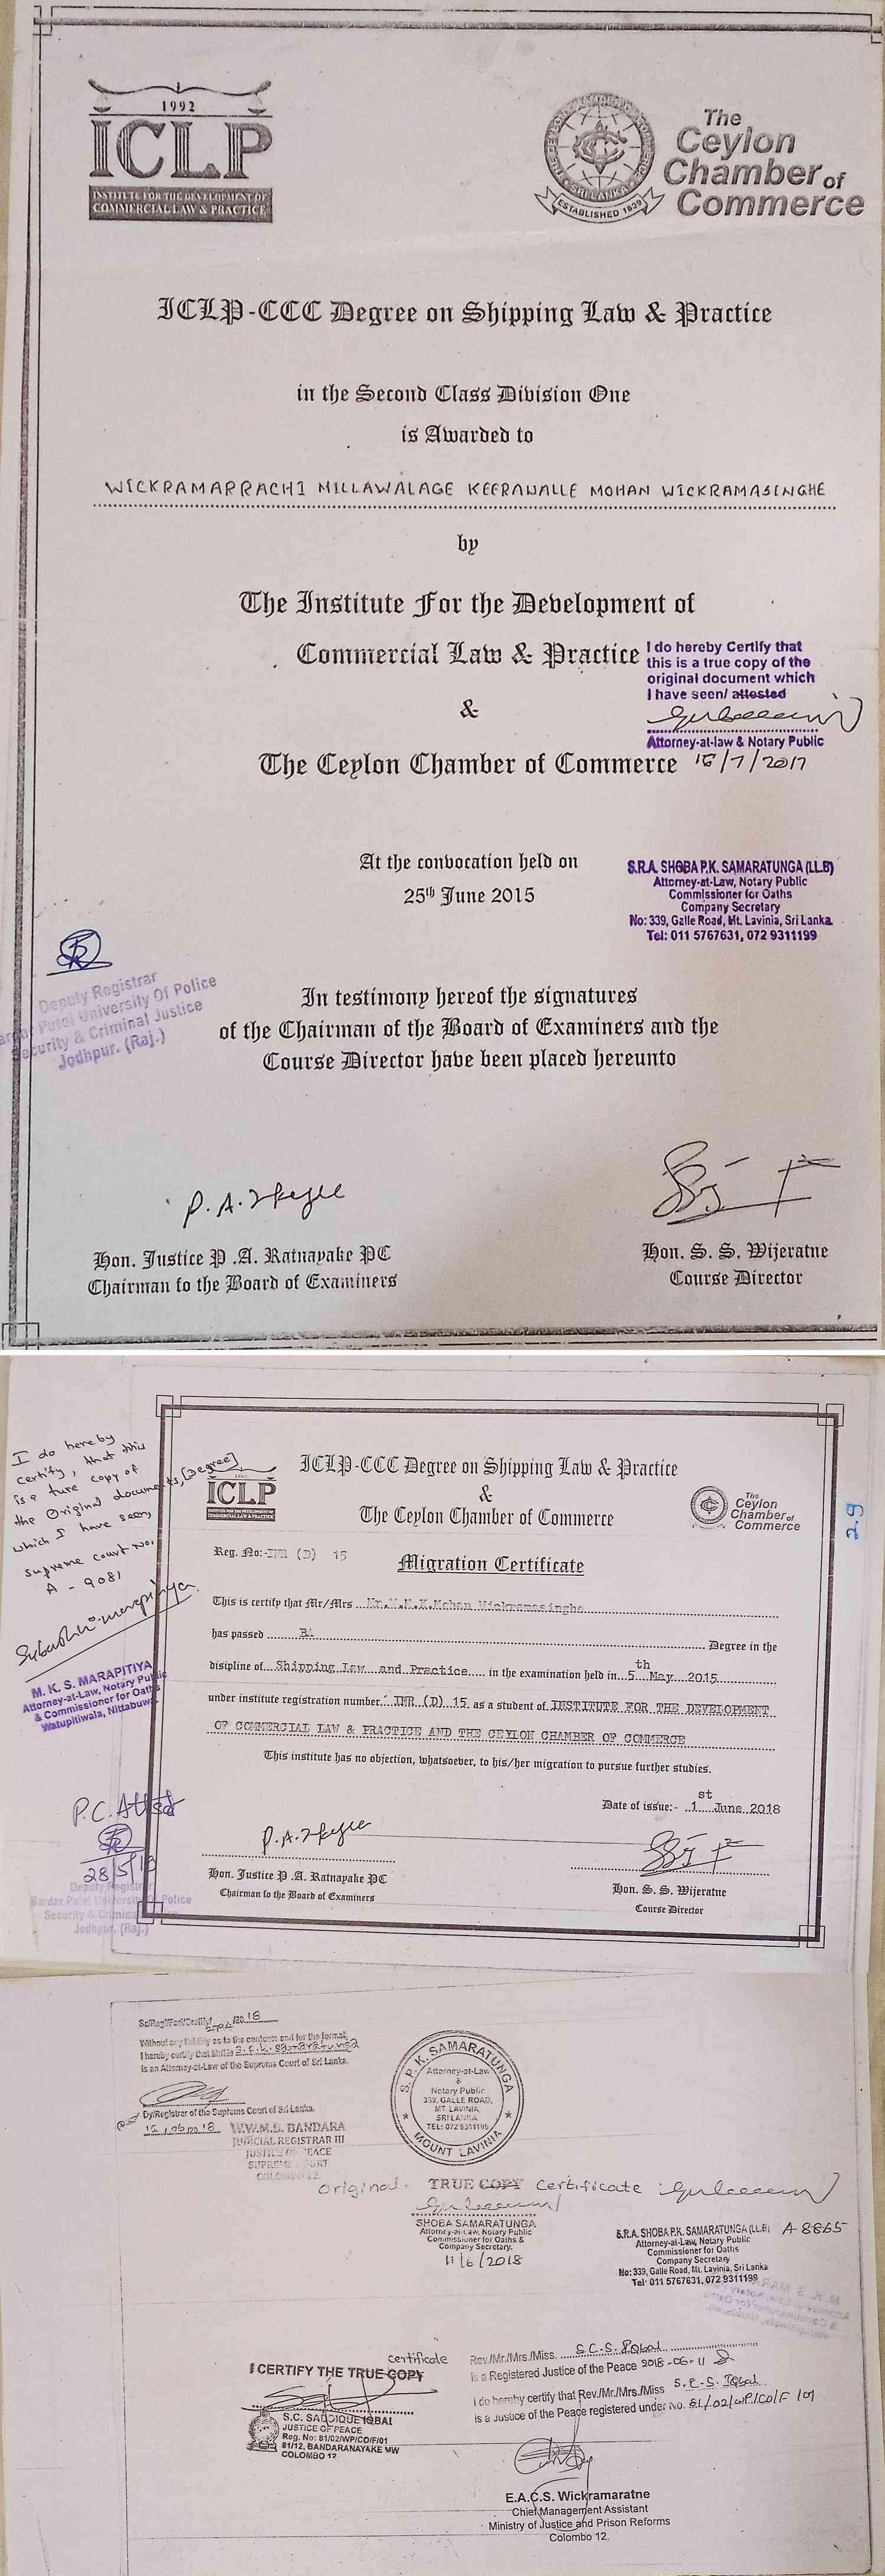 1992
ICLP
INSTITUTE FOR THE DEVELOPMENT OF
COMMERCIAL LAW & PRACTICE
The
Ceylon
Chamber of
Commerce
THE CEYLON CHAMBER OF COMMERCE
SRI LANKA
ESTABLISHED 1839
ICLP-CCC Degree on Shipping Law & Practice
in the Second Class Division One
is Awarded to
WICKRAMARRACHI MILLAWALAGE KEERAWALLE MOHAN WICKRAMASINGHE
by
The Institute For the Development of
Commercial Law & Practice
&
The Ceylon Chamber of Commerce
I do hereby Certify that
this is a true copy of the
original document which
I have seen/ attested
Attorney-at-law & Notary Public
16/7/2017
At the convocation held on
25th June 2015
S.R.A. SHOBA P.K. SAMARATUNGA (LL.B)
Attorney-at-Law, Notary Public
Commissioner for Oaths
Company Secretary
No: 339, Galle Road, Mt. Lavinia, Sri Lanka
Tel: 011 5767631, 072 9311199
Deputy Registrar
Patel University Of Police
Security & Criminal Justice
Jodhpur. (Raj.)
In testimony hereof the signatures
of the Chairman of the Board of Examiners and the
Course Director have been placed hereunto
Hon. Justice P .A. Ratnayake PC
Chairman fo the Board of Examiners
Hon. S. S. Wijeratne
Course Director
I do hereby
certify, that this
is a ture copy of
the Original documents, [Degree]
which I have seen,
Supreme court No.
A - 9081
M. K. S. MARAPITIYA
Attorney-at-Law, Notary Public
& Commissioner for Oaths
Watupitiwala, Nittabuwa
ICLP
ICLP-CCC Degree on Shipping Law & Practice
&
The Ceylon Chamber of Commerce
The
Ceylon
Chamber of
Commerce
29
Reg. No:- INR (D) 15
Migration Certificate
This is certify that Mr/Mrs Mr.W.M.K.Mohan Wickramasinghe
has passed BA Degree in the
disipline of Shipping Law and Practice in the examination held in 5th May 2015
under institute registration number INR (D) 15 as a student of INSTITUTE FOR THE DEVELOPMENT
OF COMMERCIAL LAW & PRACTICE AND THE CEYLON CHAMBER OF COMMERCE
This institute has no objection, whatsoever, to his/her migration to pursue further studies.
Date of issue:- 1st June 2018
Hon. Justice P .A. Ratnayake PC
Chairman fo the Board of Examiners
Hon. S. S. Wijeratne
Course Director
P.C. Atted
28/5/19
Deputy Registrar
Sardar Patel University Of Police
Security & Criminal
Jodhpur. (Raj.)
Without any liability as to the contents and for the format,
I hereby certify that Mr/Ms S.P.K. Samaratunga
is an Attorney-at-Law of the Supreme Court of Sri Lanka.
Dy/Registrar of the Supreme Court of Sri Lanka.
W.W.M.B. BANDARA
JUDICIAL REGISTRAR III
JUSTICE OF PEACE
SUPREME COURT
COLOMBO 12.
S. P. K. SAMARATUNGA
Attorney-at-Law
&
Notary Public
339, GALLE ROAD,
MT. LAVINIA,
SRI LANKA
TEL: 072 9311199
MOUNT LAVINIA
Original. TRUE COPY Certificate
SHOBA SAMARATUNGA
Attorney-at-Law, Notary Public
Commissioner for Oaths &
Company Secretary.
11/6/2018
S.R.A. SHOBA P.K. SAMARATUNGA (LL.B) A 8865
Attorney-at-Law, Notary Public
Commissioner for Oaths
Company Secretary
No: 339, Galle Road, Mt. Lavinia, Sri Lanka
Tel: 011 5767631, 072 9311199
certificate
I CERTIFY THE TRUE COPY
S.C. SADDIQUE IQBAL
JUSTICE OF PEACE
Reg. No: 81/02/WP/CO/F/01
81/12, BANDARANAYAKE MW
COLOMBO 12
Rev./Mr./Mrs./Miss. S.C.S. Iqbal
is a Registered Justice of the Peace 2018-06-11
I do hereby certify that Rev./Mr./Mrs./Miss S.C.S. Iqbal
is a Justice of the Peace registered under No. 81/02/WP/CO/F/01
E.A.C.S. Wickramaratne
Chief Management Assistant
Ministry of Justice and Prison Reforms
Colombo 12.